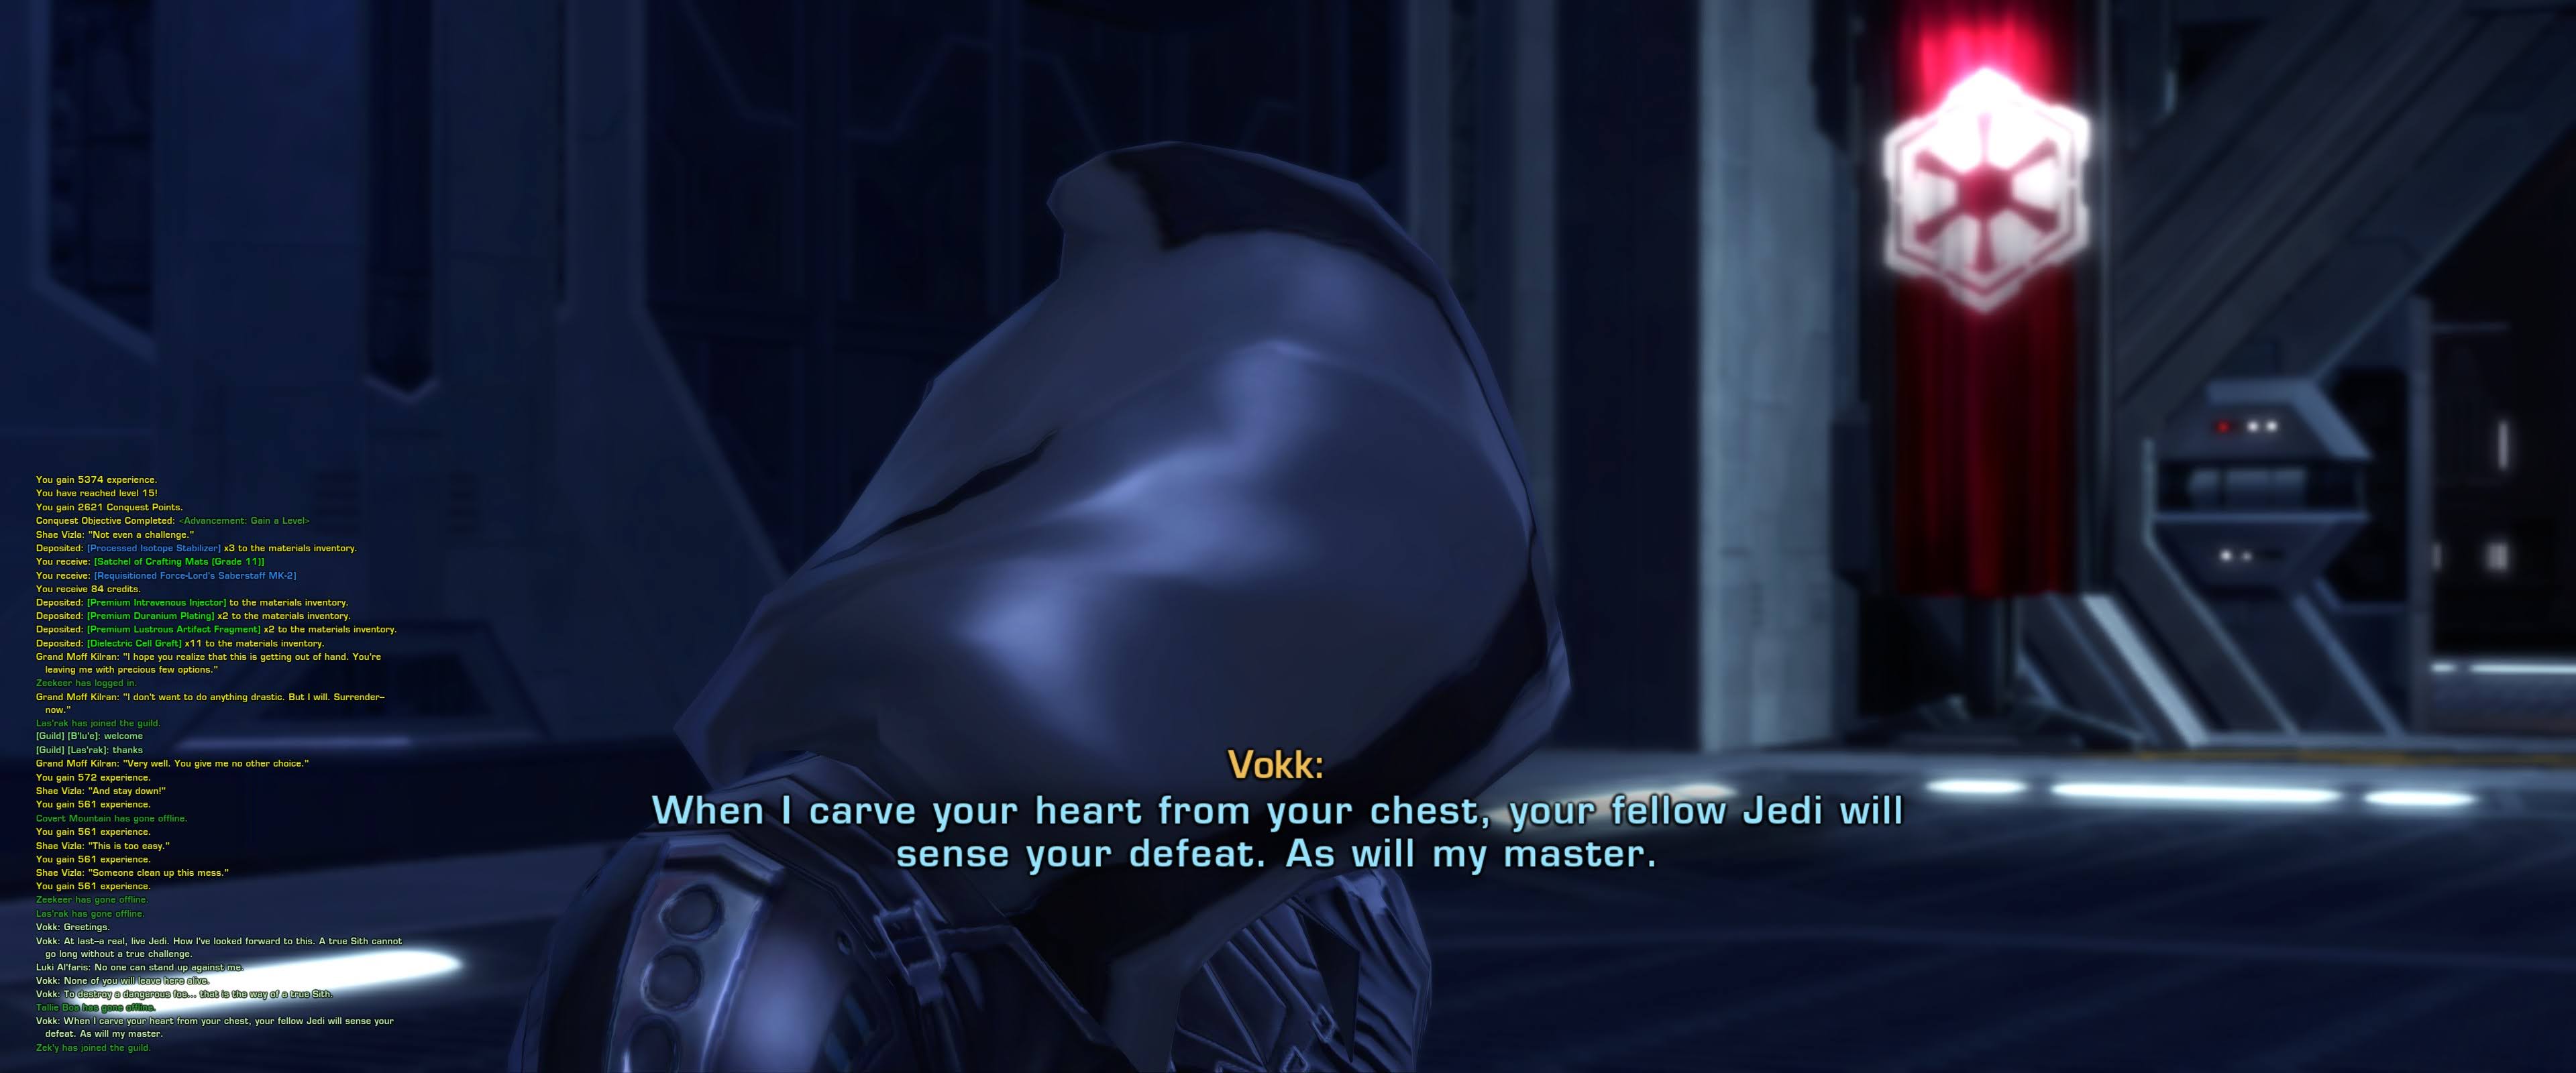 You gain 5374 experience.
You have reached level 15!
You gain 2621 Conquest Points.
Conquest Objective Completed: <Advancement: Gain a Level>
Shae Vizla: "Not even a challenge."
Deposited: [Processed Isotope Stabilizer] x3 to the materials inventory.
You receive: [Satchel of Crafting Mats [Grade 11]]
You receive: [Requisitioned Force-Lord's Saberstaff MK-2]
You receive 84 credits.
Deposited: [Premium Intravenous Injector] to the materials inventory.
Deposited: [Premium Duranium Plating] x2 to the materials inventory.
Deposited: [Premium Lustrous Artifact Fragment] x2 to the materials inventory.
Deposited: [Dielectric Cell Graft] x11 to the materials inventory.
Grand Moff Kilran: "I hope you realize that this is getting out of hand. You're
leaving me with precious few options."
Zeekeer has logged in.
Grand Moff Kilran: "I don't want to do anything drastic. But I will. Surrender–
now."
Las'rak has joined the guild.
[Guild] [B'lu'e]: welcome
[Guild] [Las'rak]: thanks
Grand Moff Kilran: "Very well. You give me no other choice."
You gain 572 experience.
Shae Vizla: "And stay down!"
You gain 561 experience.
Covert Mountain has gone offline.
You gain 561 experience.
Shae Vizla: "This is too easy."
You gain 561 experience.
Shae Vizla: "Someone clean up this mess."
You gain 561 experience.
Zeekeer has gone offline.
Las'rak has gone offline.
Vokk: Greetings.
Vokk: At last–a real, live Jedi. How I've looked forward to this. A true Sith cannot
go long without a true challenge.
Luki Al'faris: No one can stand up against me.
Vokk: None of you will leave here alive.
Vokk: To destroy a dangerous foe... that is the way of a true Sith.
Tallie Boo has gone offline.
Vokk: When I carve your heart from your chest, your fellow Jedi will sense your
defeat. As will my master.
Zek'y has joined the guild.
Vokk:
When I carve your heart from your chest, your fellow Jedi will
sense your defeat. As will my master.